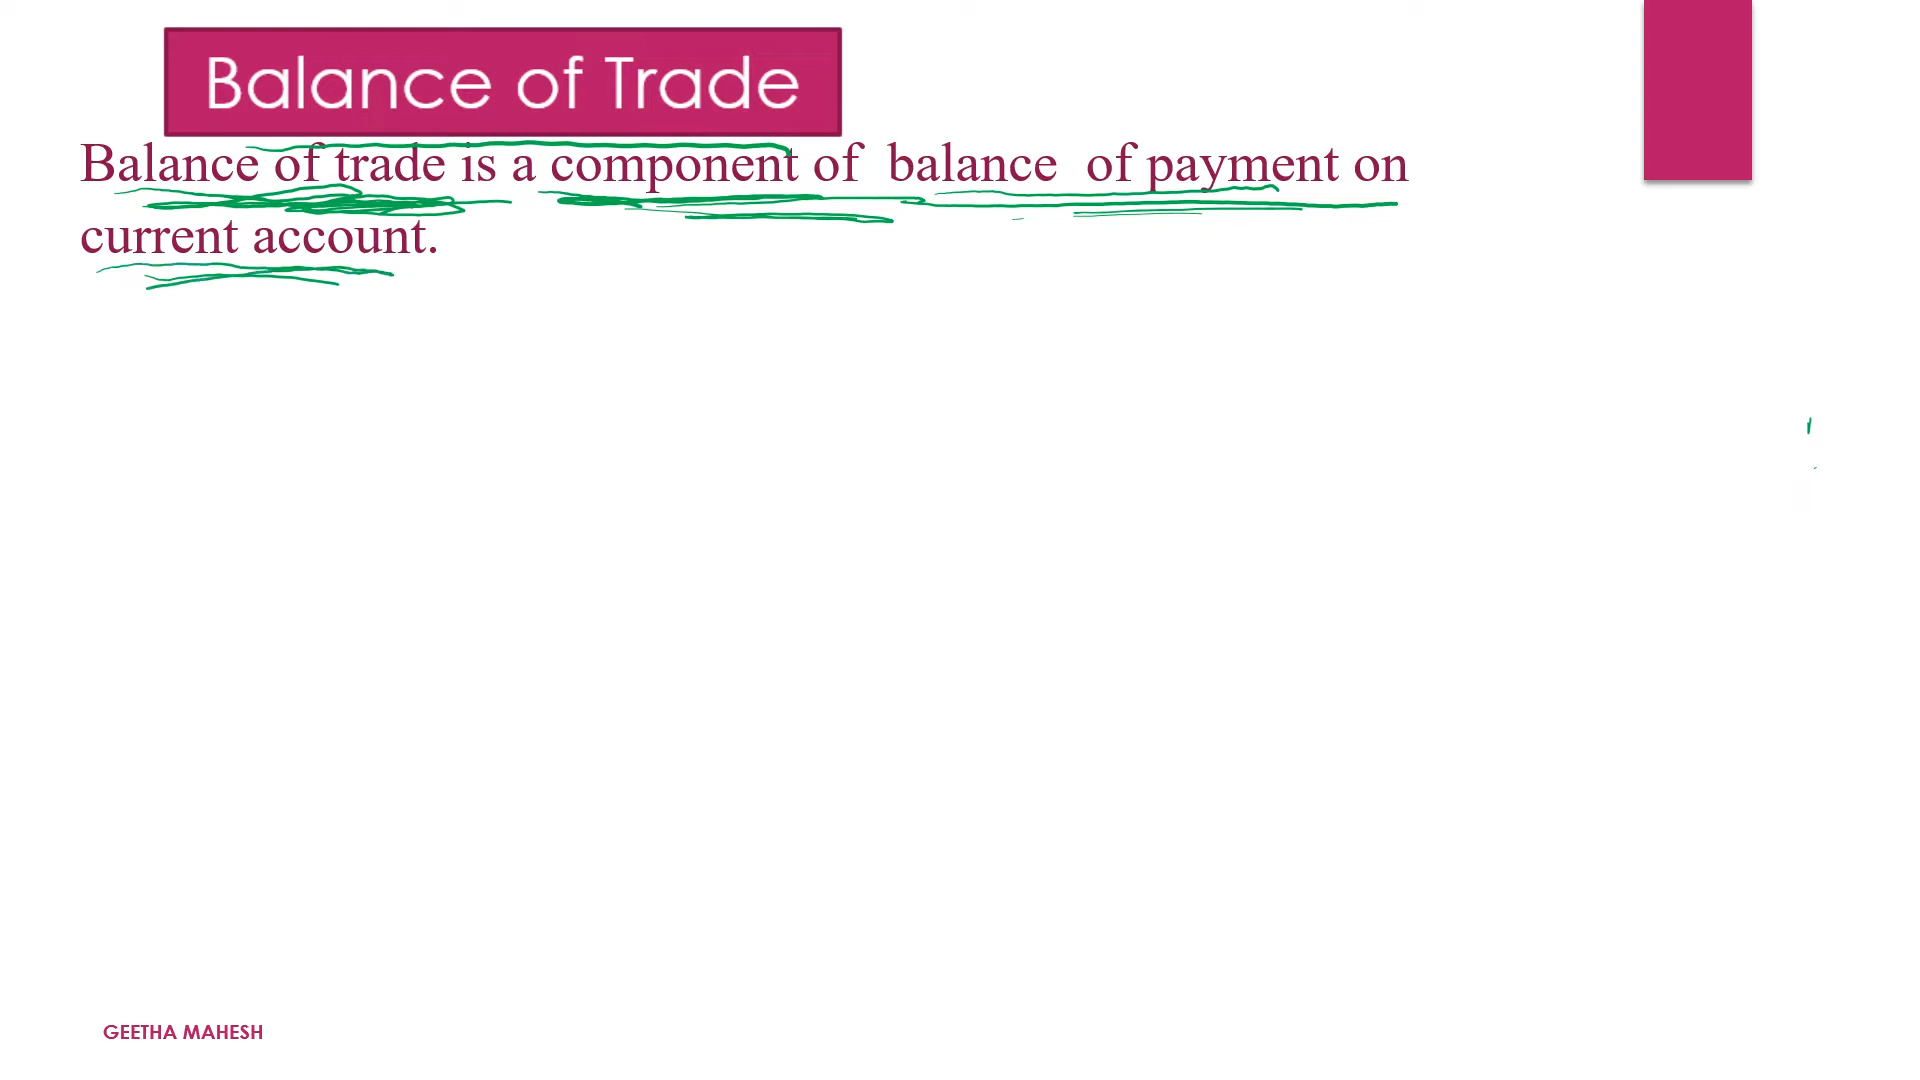 Balance of Trade
Balance of trade is a component of balance of payment on
current account.
GEETHA MAHESH